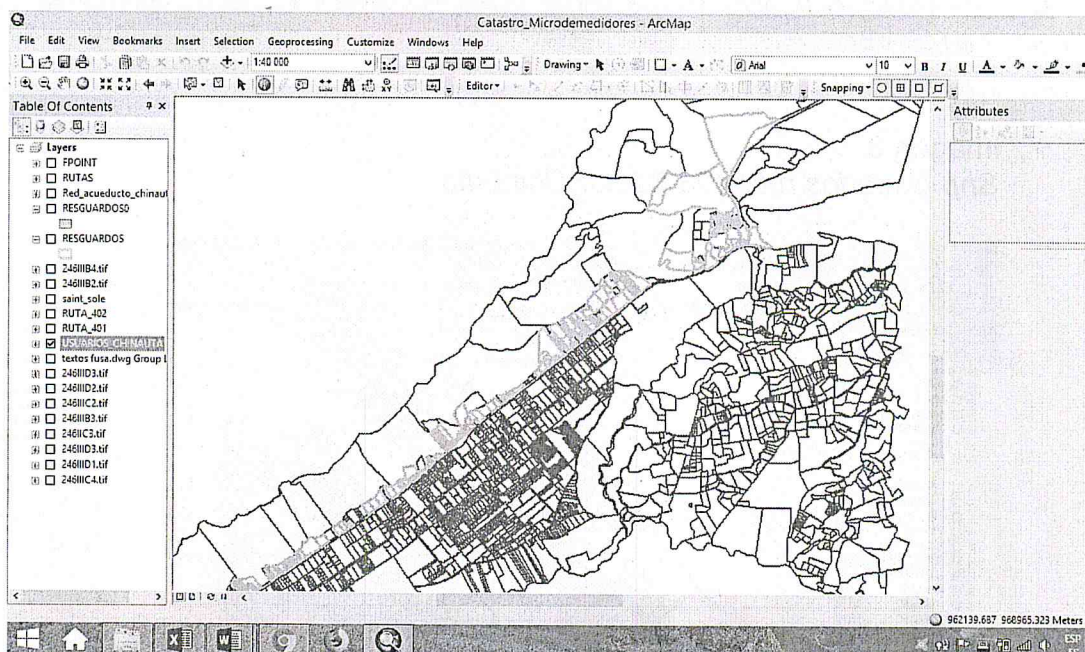 Catastro_Microdemedidores - ArcMap
File Edit View Bookmarks Insert Selection Geoprocessing Customize Windows Help
1:40 000 Drawing Arial 10 B I U A
Editor Snapping
Table Of Contents
Layers
FPOINT
RUTAS
Red_acueducto_chinaut
RESGUARDOS0
RESGUARDOS
246IIIB4.tif
246IIIB2.tif
saint_sole
RUTA_402
RUTA_401
USUARIOS_CHINAUTA
textos fusa.dwg Group L
246IIID3.tif
246IIID2.tif
246IIIC2.tif
246IIIB3.tif
246IIC3.tif
246IIID3.tif
246IIID1.tif
246IIIC4.tif
Attributes
962139.687 968965.323 Meters
ESP